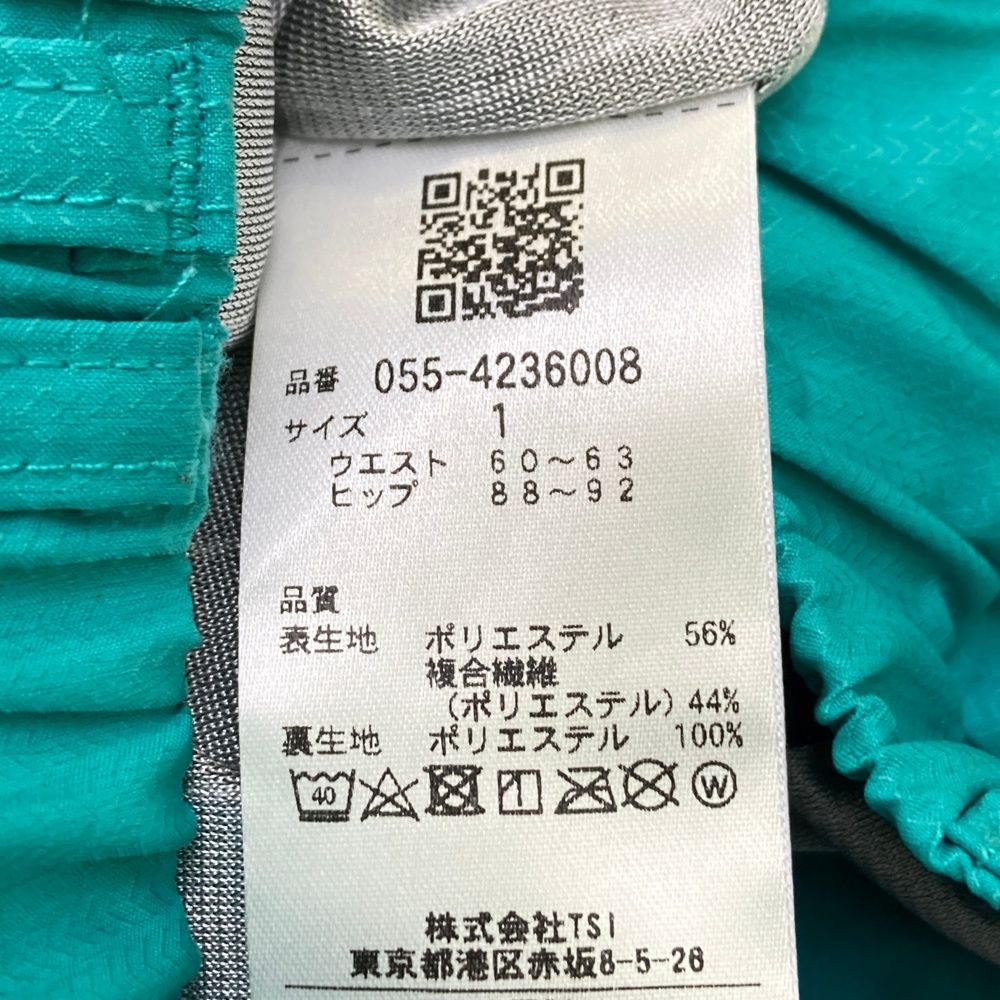 品番 055-4236008
サイズ 1
ウエスト 60～63
ヒップ 88～92
品質
表生地 ポリエステル 56%
複合繊維
(ポリエステル) 44%
裏生地 ポリエステル 100%
40 W
株式会社TSI
東京都港区赤坂8-5-28